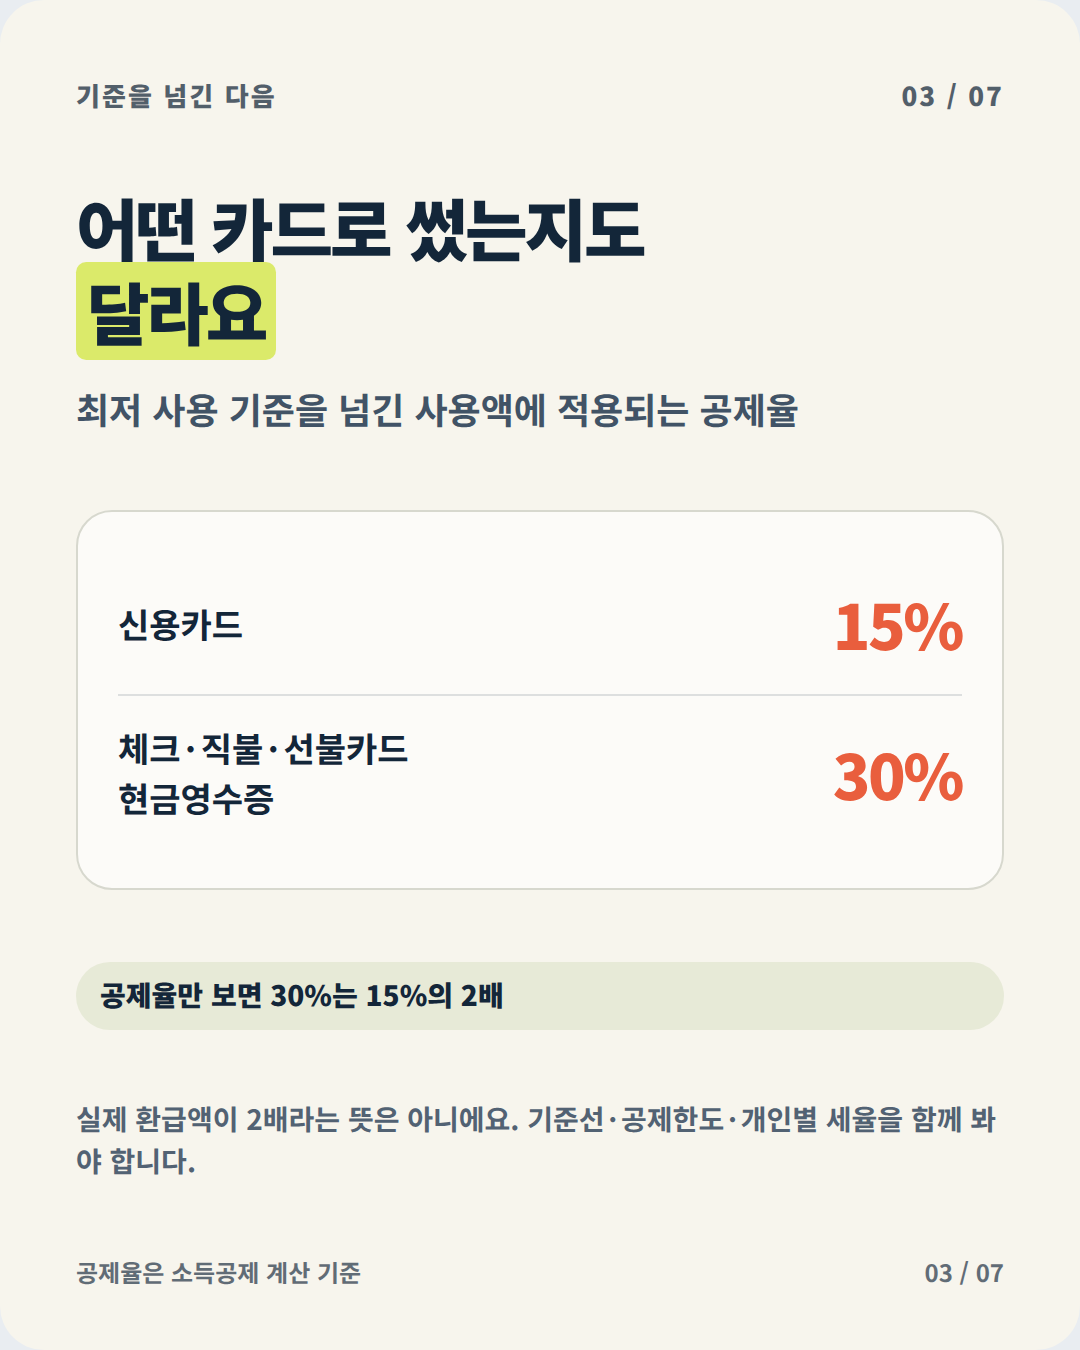 기준을 넘긴 다음
03 / 07
어떤 카드로 썼는지도
달라요
최저 사용 기준을 넘긴 사용액에 적용되는 공제율
신용카드
15%
체크·직불·선불카드
현금영수증
30%
공제율만 보면 30%는 15%의 2배
실제 환급액이 2배라는 뜻은 아니에요. 기준선·공제한도·개인별 세율을 함께 봐
야 합니다.
공제율은 소득공제 계산 기준
03 / 07